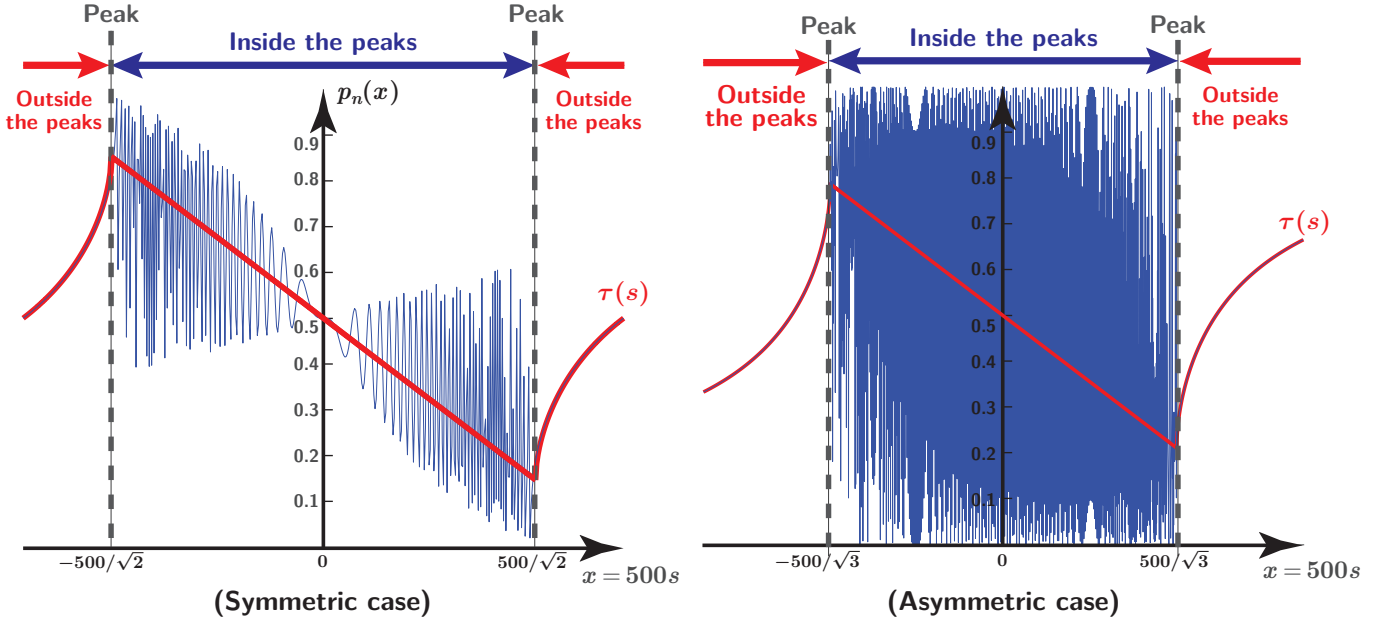 Peak
Peak
Inside the peaks
Outside
the peaks
pₙ(x)
Outside
the peaks
0.9
0.8
0.7
0.6
0.5
0.4
0.3
0.2
0.1
τ(s)
−500/√2
0
500/√2
x = 500s
(Symmetric case)
Peak
Peak
Inside the peaks
Outside
the peaks
Outside
the peaks
0.9
0.8
0.7
0.6
0.5
0.4
0.3
0.2
0.1
τ(s)
−500/√3
0
500/√3
x = 500s
(Asymmetric case)